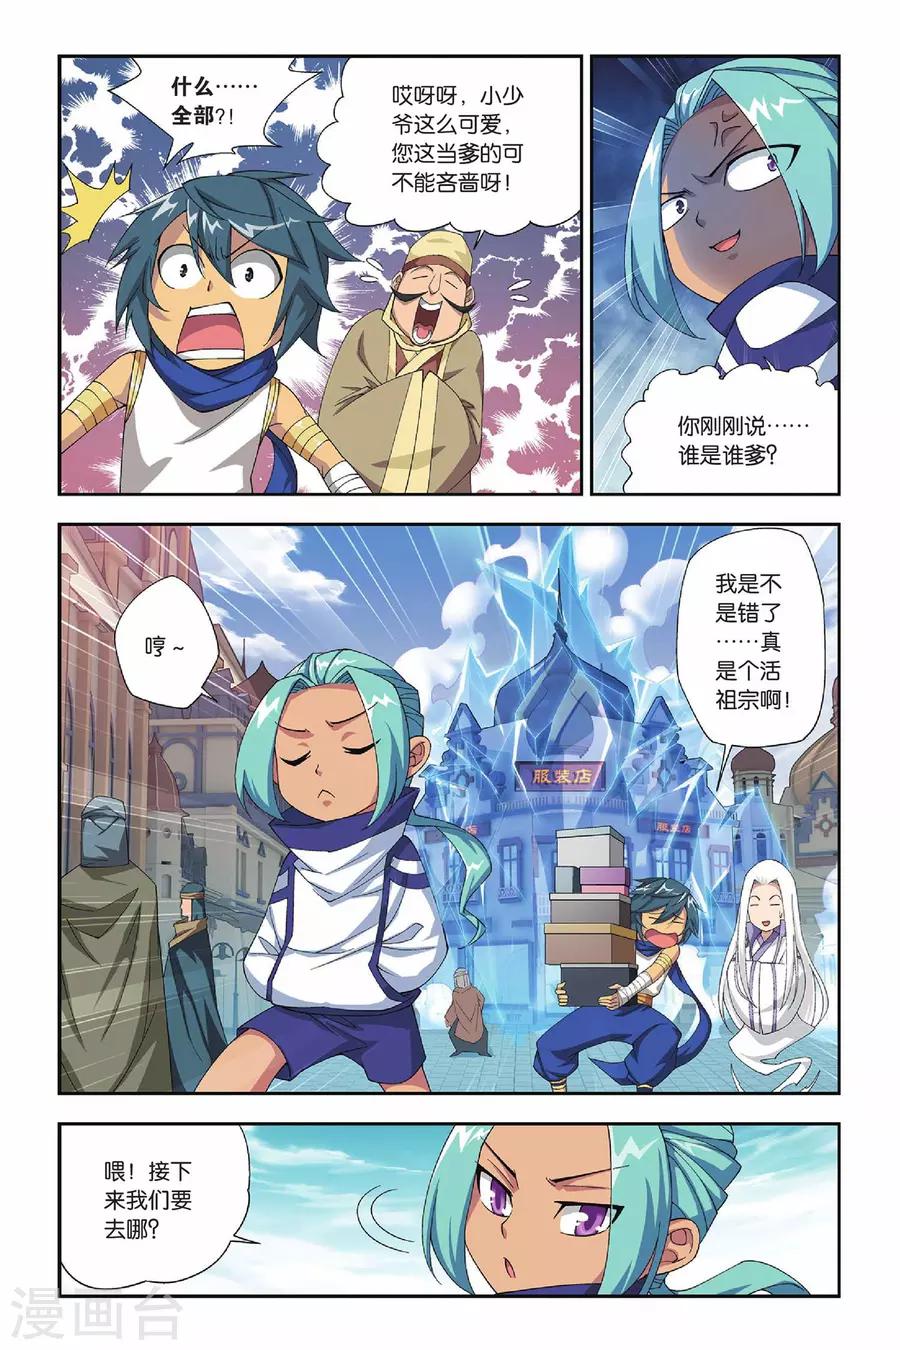 什么……
全部?!
哎呀呀，小少
爷这么可爱，
您这当爹的可
不能吝啬呀！
你刚刚说……
谁是谁爹？
哼～
我是不
是错了
……真
是个活
祖宗啊！
服装店
服装店
店
喂！接下
来我们要
去哪？
漫画台